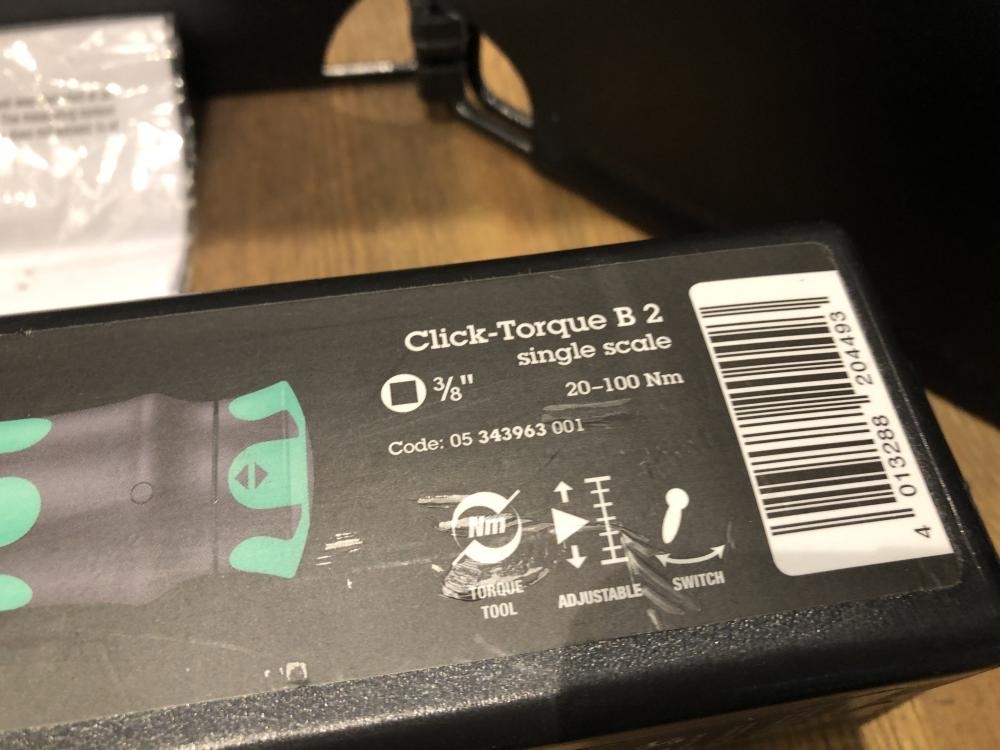 Click-Torque B 2
single scale
3/8" 20–100 Nm
Code: 05 343963 001
Nm
TORQUE
TOOL
ADJUSTABLE
SWITCH
4 013288 204493